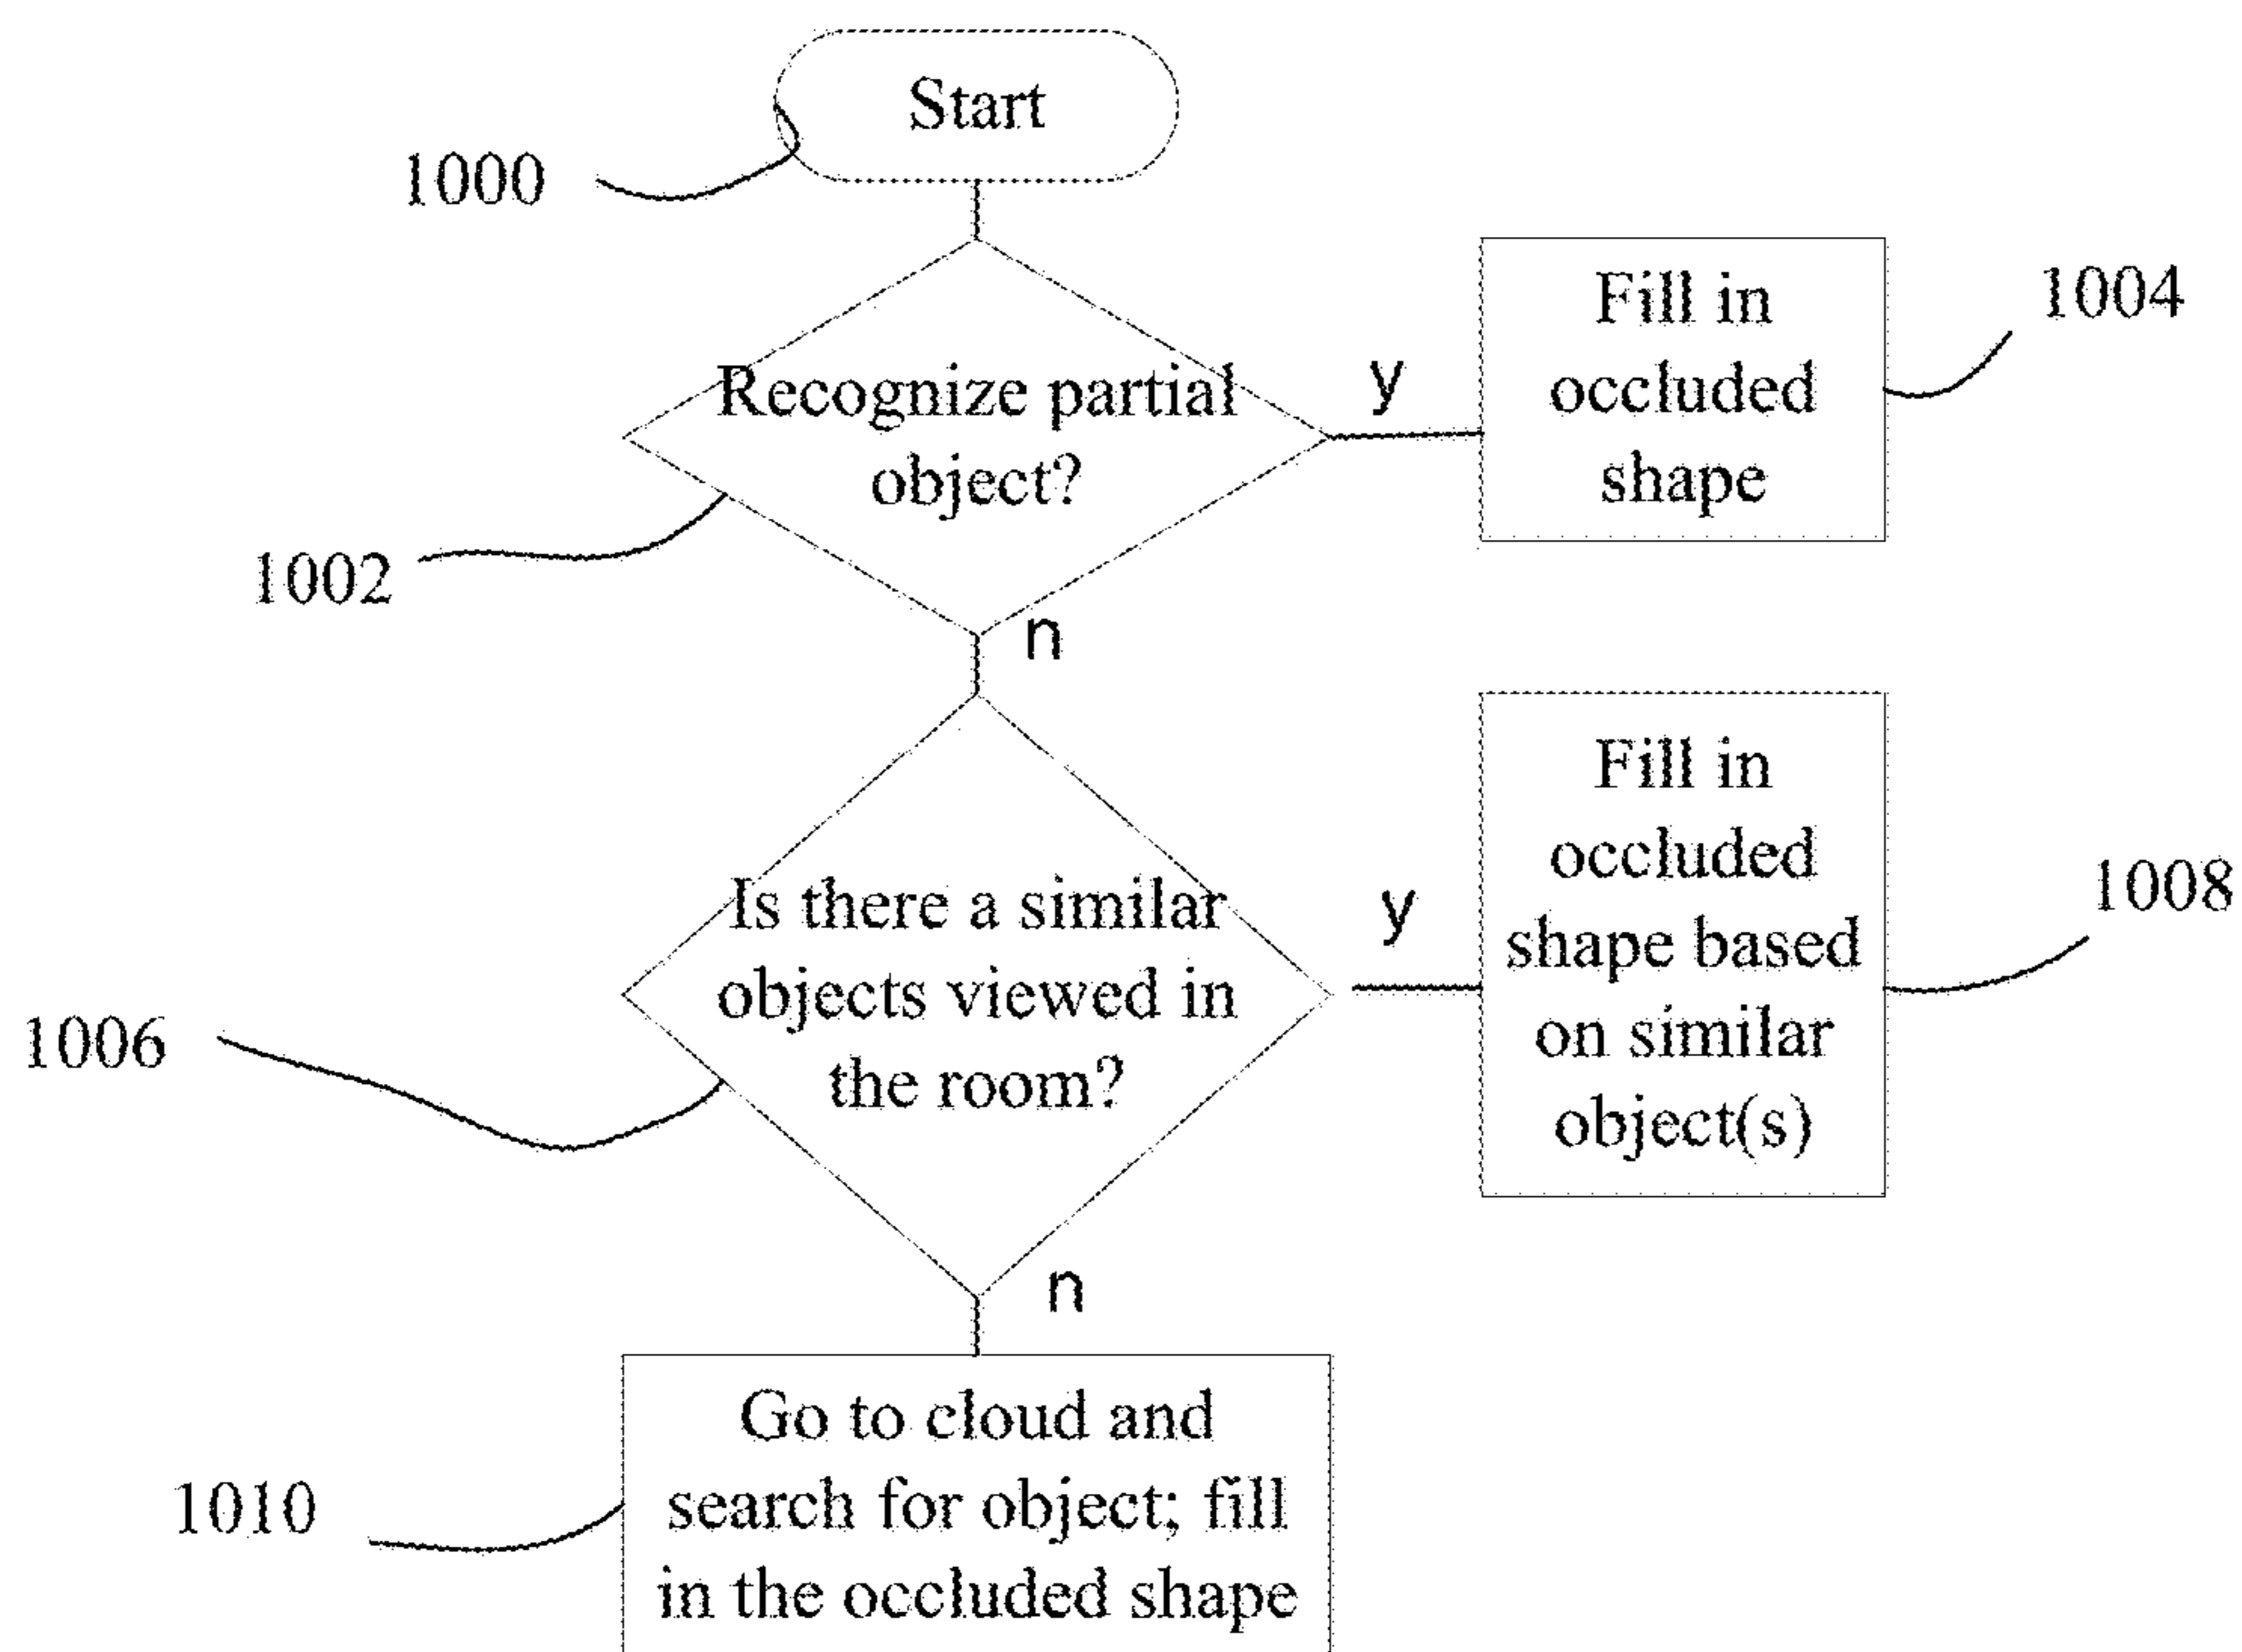 Start
1000
Recognize partial
object?
1002
y
Fill in
occluded
shape
1004
n
Is there a similar
objects viewed in
the room?
1006
y
Fill in
occluded
shape based
on similar
object(s)
1008
n
Go to cloud and
search for object; fill
in the occluded shape
1010